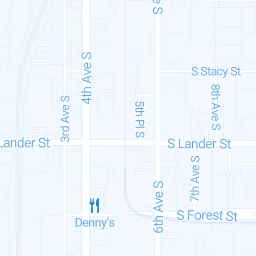 S Stacy St
4th Ave S
3rd Ave S
5th Pl S
8th Ave S
Lander St
S Lander St
7th Ave S
6th Ave S
Denny's
S Forest St